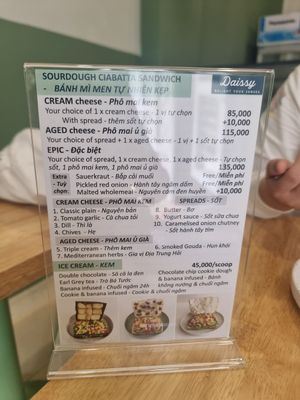 SOURDOUGH CIABATTA SANDWICH
- BÁNH MÌ MEN TỰ NHIÊN KẸP
Daissy
DELIGHT YOUR SENSES
CREAM cheese - Phô mai kem
Your choice of 1 x cream cheese - 1 vị tự chọn 85,000
With spread - thêm sốt tự chọn +10,000
AGED cheese - Phô mai ủ già 115,000
Your choice of spread + 1 x aged cheese - 1 vị + 1 sốt tự chọn
EPIC - Đặc biệt 135,000
Your choice of spread, 1 x cream cheese, 1 x aged cheese - Tự chọn
sốt, 1 phô mai kem, 1 phô mai ủ già
Extra - Tuỳ chọn:
Sauerkraut - Bắp cải muối Free/Miễn phí
Pickled red onion - Hành tây ngâm dấm Free/Miễn phí
Malted wholemeal - Nguyên cám đen huyền +10,000
CREAM CHEESE - PHÔ MAI KEM
1. Classic plain - Nguyên bản
2. Tomato garlic - Cà chua tỏi
3. Dill - Thì là
4. Chives - Hẹ
SPREADS - SỐT
8. Butter - Bơ
9. Yogurt sauce - Sốt sữa chua
10. Caramelised onion chutney
- Sốt hành tây tím
AGED CHEESE - PHÔ MAI Ủ GIÀ
5. Triple cream - Thêm kem
6. Smoked Gouda - Hun khói
7. Mediterranean herbs - Gia vị Địa Trung Hải
ICE CREAM - KEM 45,000/scoop
Double chocolate - Sô cô la đen
Earl Grey tea - Trà Bá Tước
Banana infused - Chuối ngâm 24h
Cookie & banana infused - Cookie & chuối ngâm
Chocolate chip cookie dough
& banana infused - Bánh
không nướng & chuối ngâm